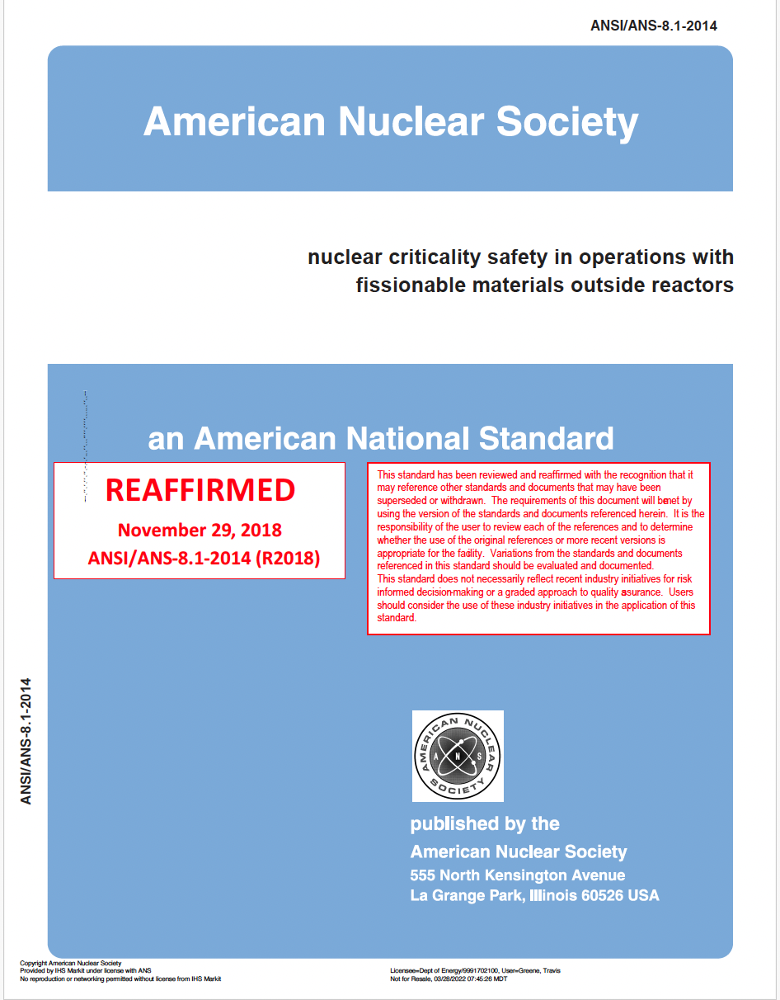 ANSI/ANS-8.1-2014
American Nuclear Society
nuclear criticality safety in operations with
fissionable materials outside reactors
an American National Standard
REAFFIRMED
November 29, 2018
ANSI/ANS-8.1-2014 (R2018)
This standard has been reviewed and reaffirmed with the recognition that it
may reference other standards and documents that may have been
superseded or withdrawn. The requirements of this document will be met by
using the version of the standards and documents referenced herein. It is the
responsibility of the user to review each of the references and to determine
whether the use of the original references or more recent versions is
appropriate for the facility. Variations from the standards and documents
referenced in this standard should be evaluated and documented.
This standard does not necessarily reflect recent industry initiatives for risk
informed decision-making or a graded approach to quality assurance. Users
should consider the use of these industry initiatives in the application of this
standard.
ANSI/ANS-8.1-2014
AMERICAN NUCLEAR
A N S
SOCIETY
published by the
American Nuclear Society
555 North Kensington Avenue
La Grange Park, Illinois 60526 USA
Copyright American Nuclear Society
Provided by IHS Markit under license with ANS
No reproduction or networking permitted without license from IHS Markit
Licensee=Dept of Energy/9991702100, User=Greene, Travis
Not for Resale, 03/28/2022 07:45:26 MDT